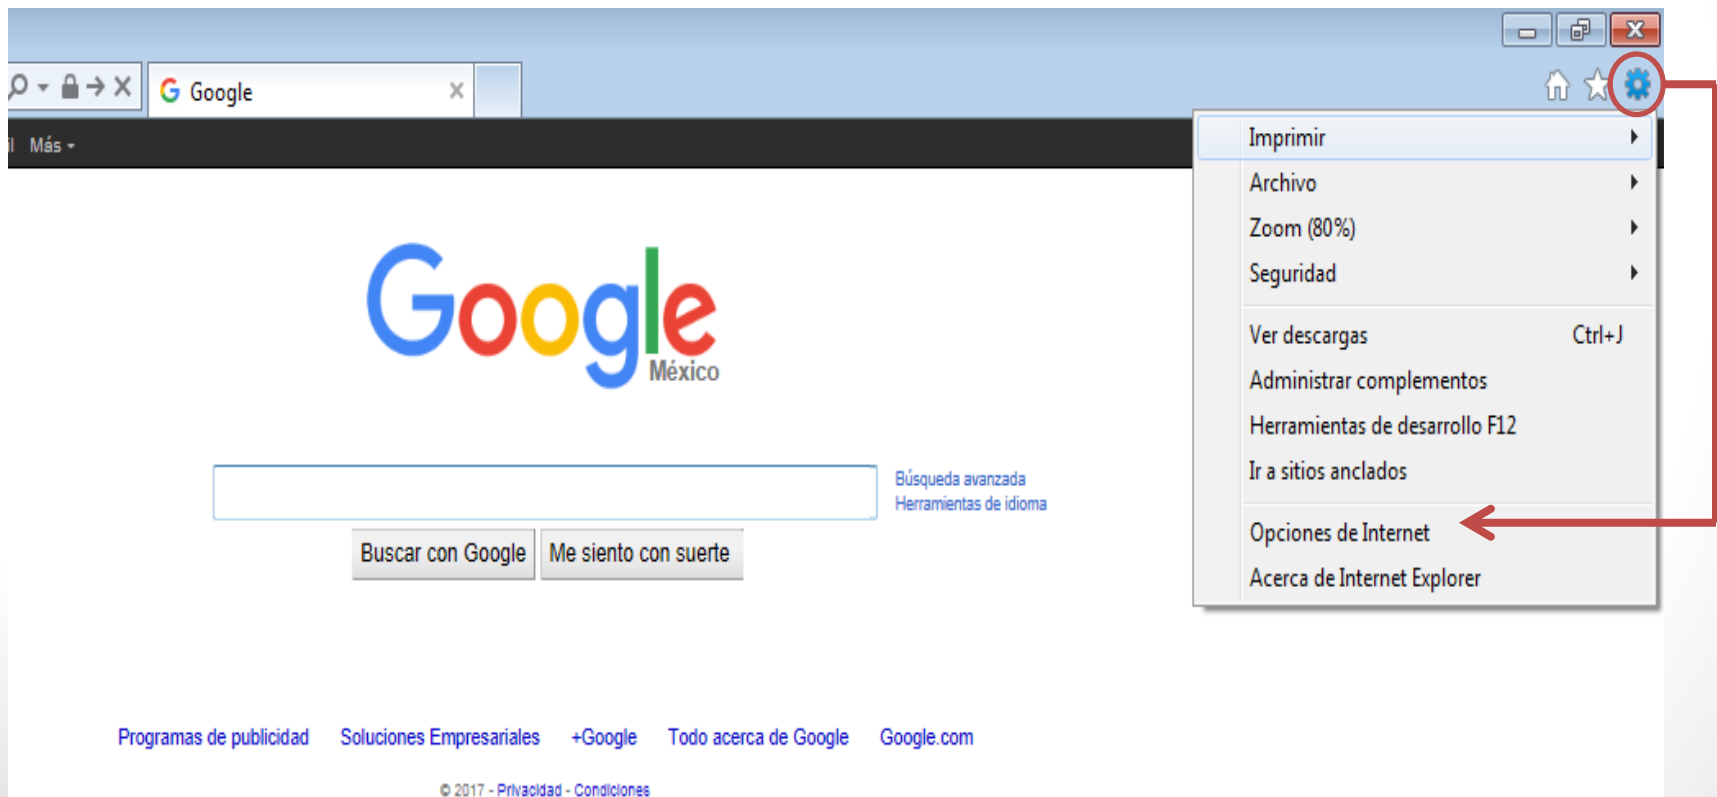 Google
Más
Imprimir
Archivo
Zoom (80%)
Seguridad
Ver descargas Ctrl+J
Administrar complementos
Herramientas de desarrollo F12
Ir a sitios anclados
Opciones de Internet
Acerca de Internet Explorer
Google
México
Búsqueda avanzada
Herramientas de idioma
Buscar con Google Me siento con suerte
Programas de publicidad Soluciones Empresariales +Google Todo acerca de Google Google.com
© 2017 - Privacidad - Condiciones